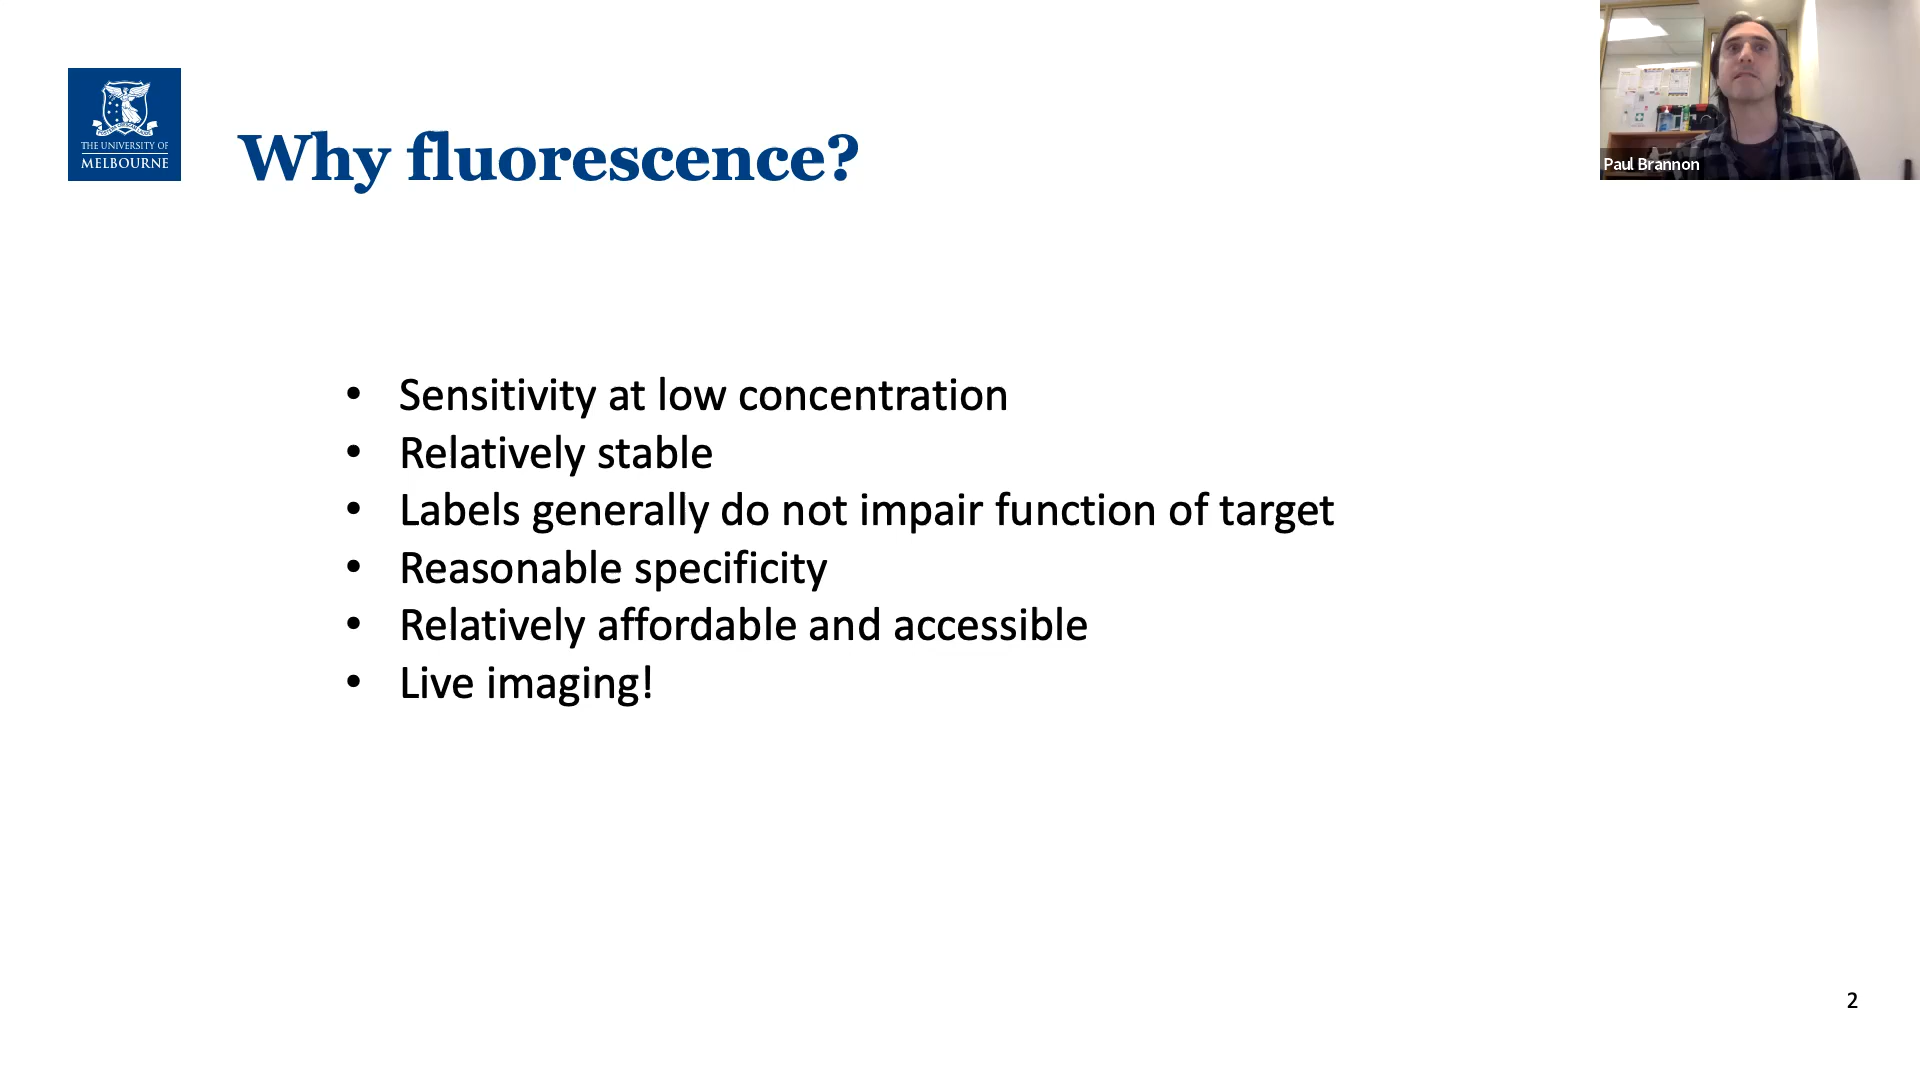 THE UNIVERSITY OF
MELBOURNE
Why fluorescence?
Paul Brannon
• Sensitivity at low concentration
• Relatively stable
• Labels generally do not impair function of target
• Reasonable specificity
• Relatively affordable and accessible
• Live imaging!
2